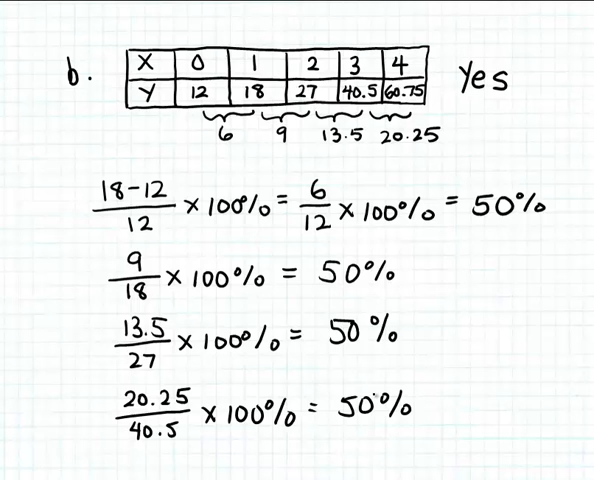 b. X 0 1 2 3 4 Yes
Y 12 18 27 40.5 60.75
6 9 13.5 20.25
18-12/12 × 100% = 6/12 × 100% = 50%
9/18 × 100% = 50%
13.5/27 × 100% = 50%
20.25/40.5 × 100% = 50%